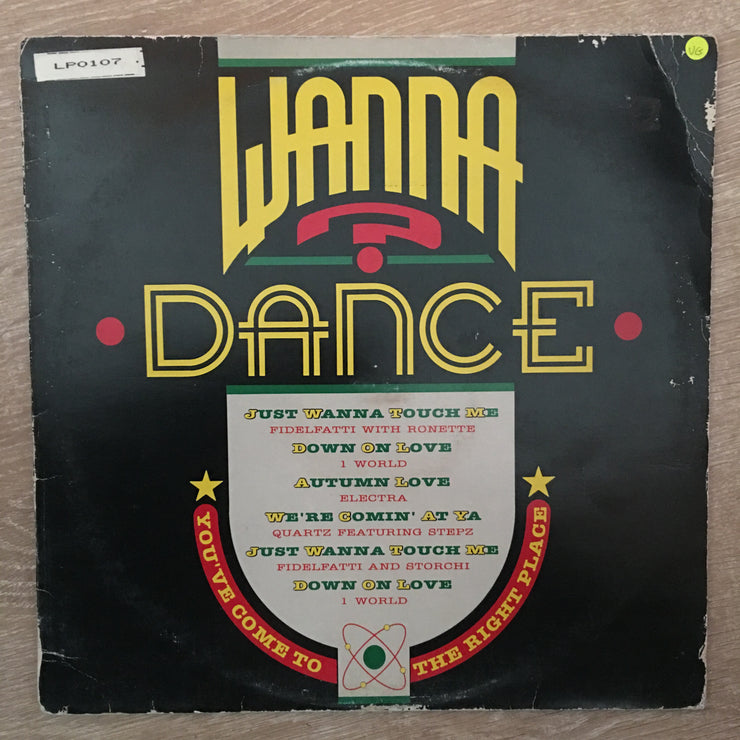 LP0107
VG
WANNA
?
DANCE
JUST WANNA TOUCH ME
FIDELFATTI WITH RONETTE
DOWN ON LOVE
1 WORLD
AUTUMN LOVE
ELECTRA
WE'RE COMIN' AT YA
QUARTZ FEATURING STEPZ
JUST WANNA TOUCH ME
FIDELFATTI AND STORCHI
DOWN ON LOVE
1 WORLD
YOU'VE COME TO
THE RIGHT PLACE